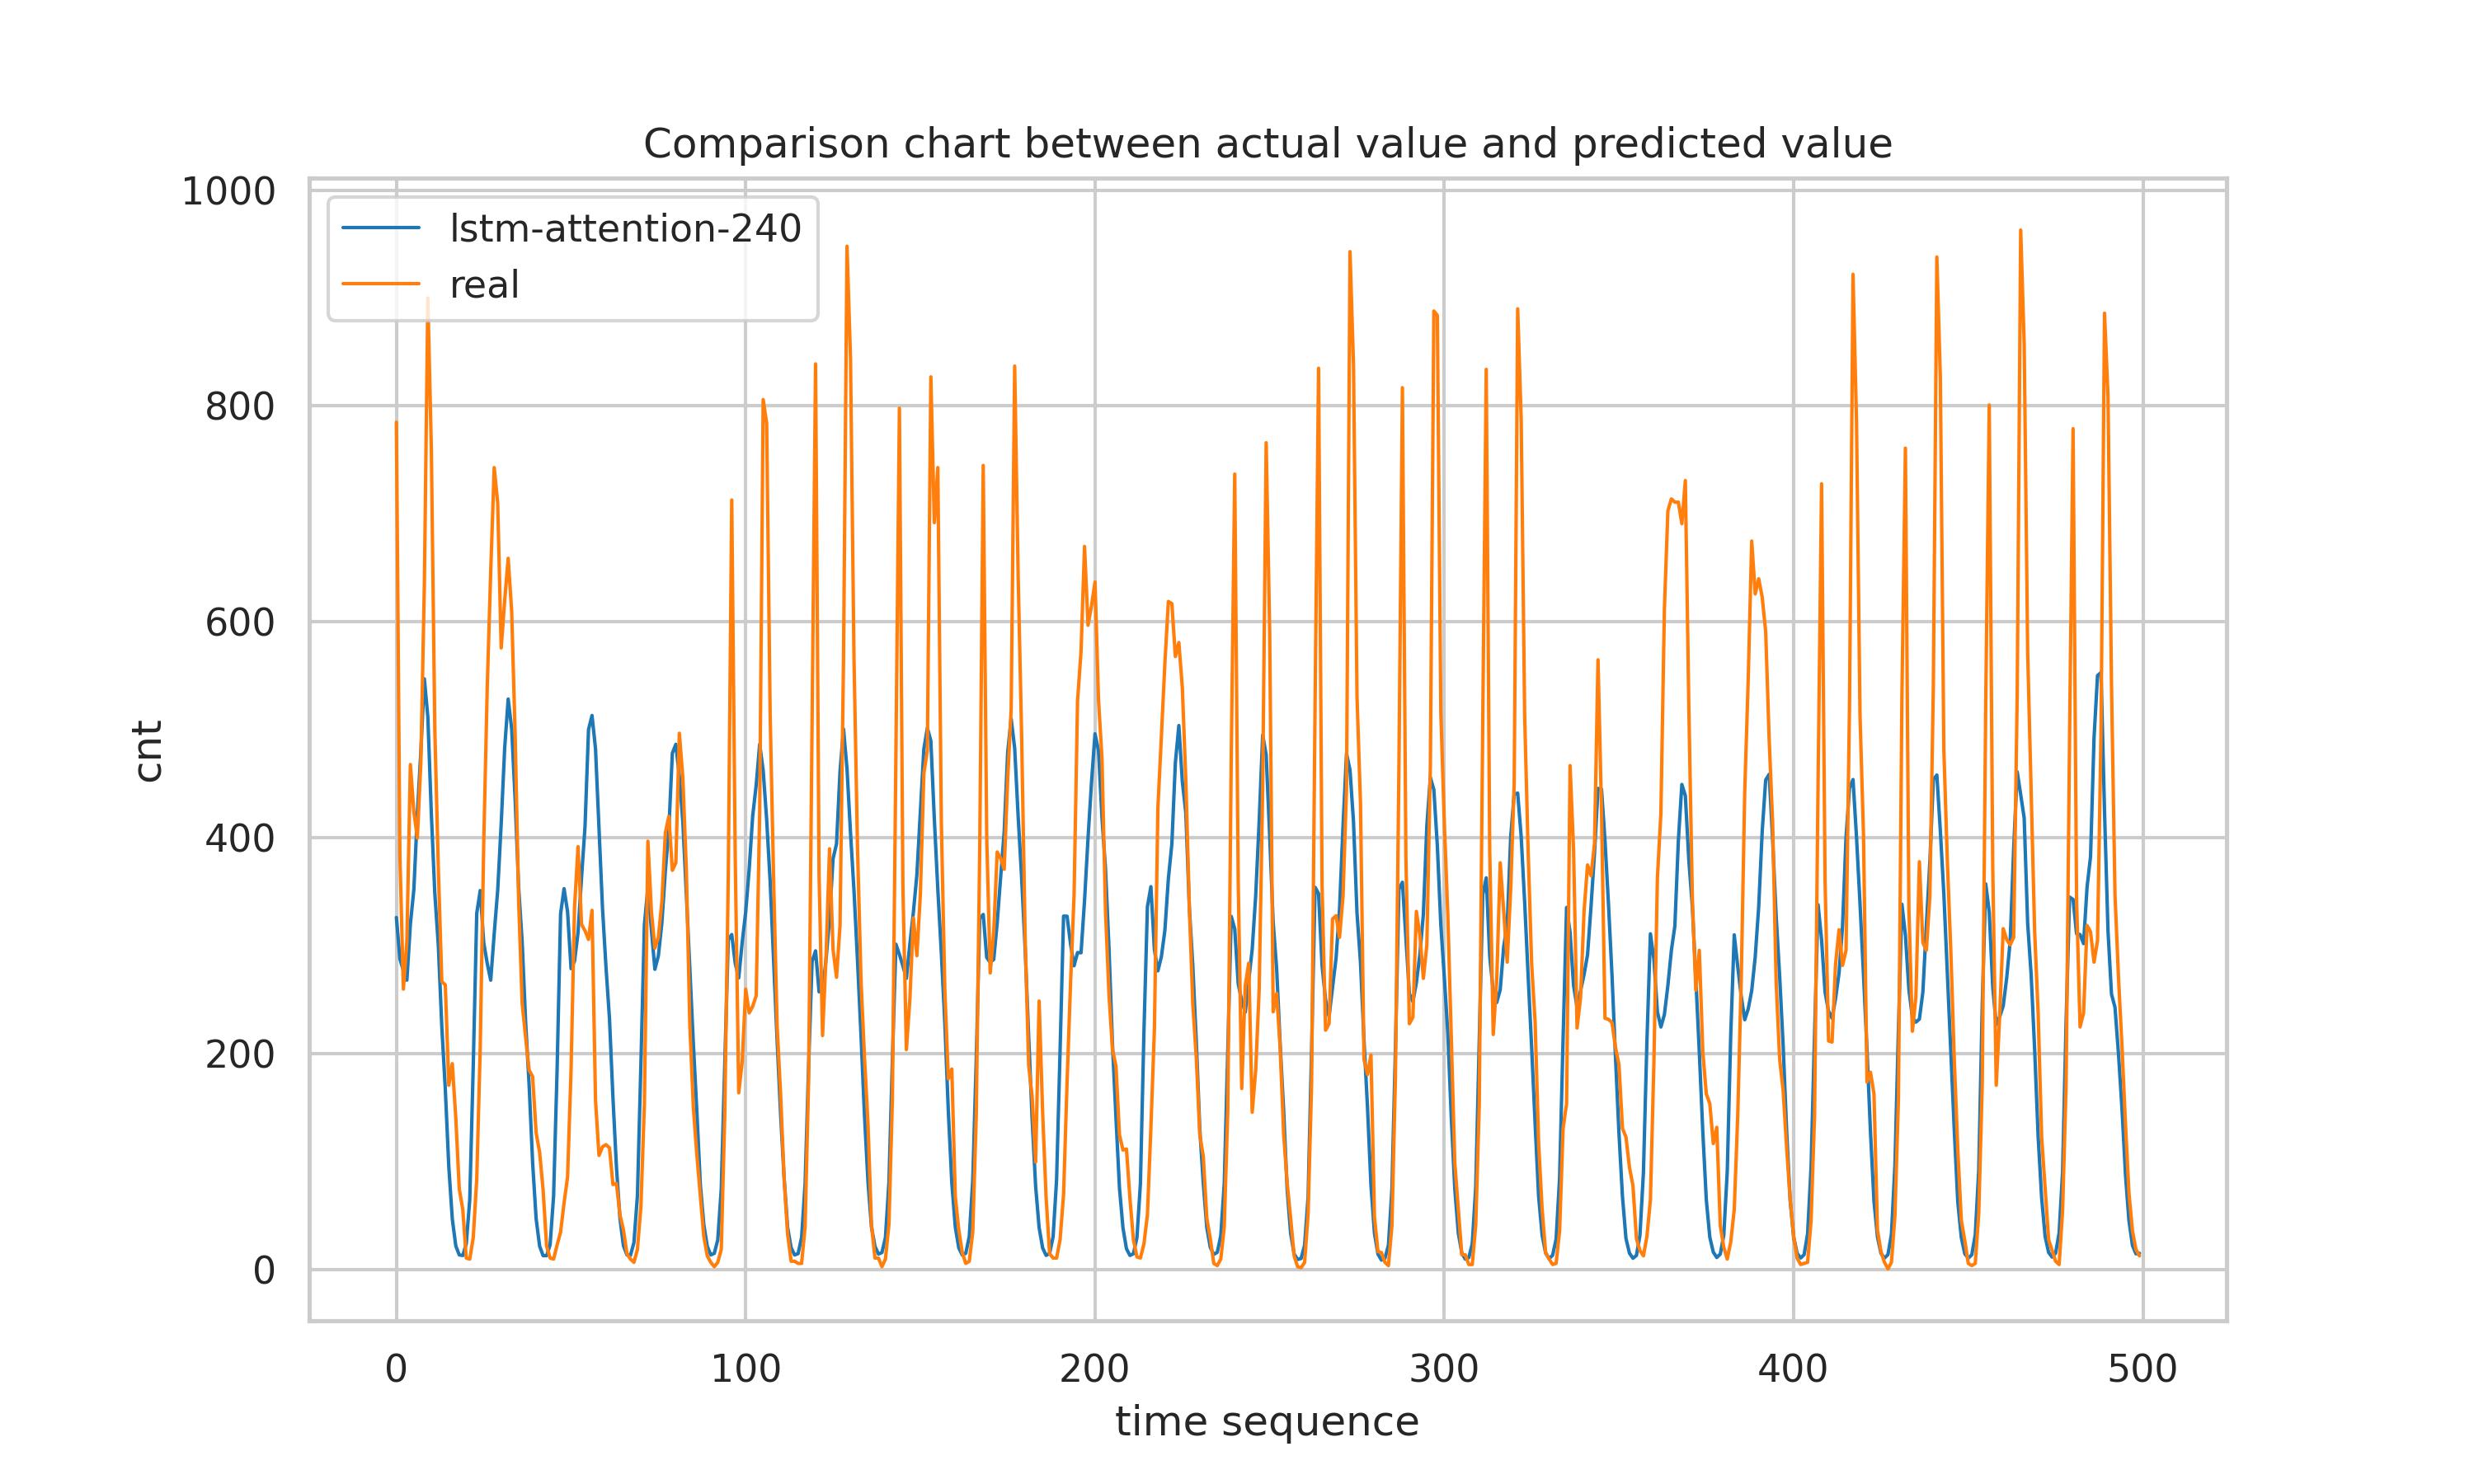 Comparison chart between actual value and predicted value
lstm-attention-240
real
1000
800
600
400
200
0
cnt
0 100 200 300 400 500
time sequence